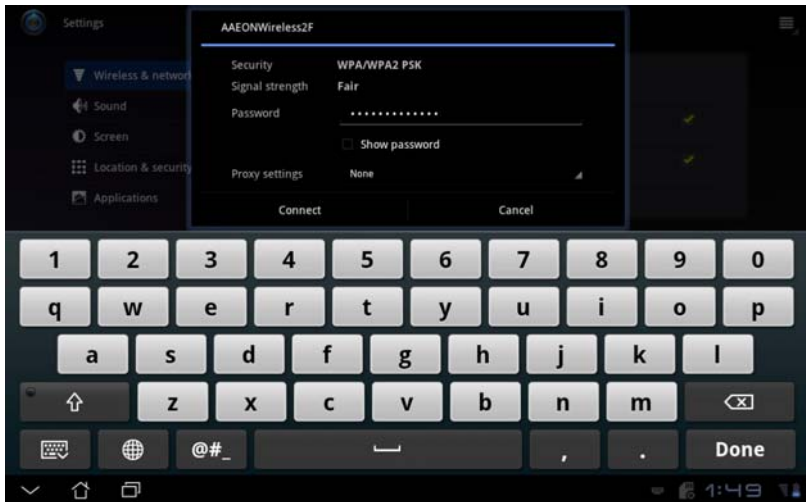 Settings
AAEONWireless2F
Security WPA/WPA2 PSK
Signal strength Fair
Password •••••••••••••
Show password
Proxy settings None
Connect Cancel
Wireless & networ
Sound
Screen
Location & security
Applications
1 2 3 4 5 6 7 8 9 0
q w e r t y u i o p
a s d f g h j k l
z x c v b n m
@#_ , . Done
1:49